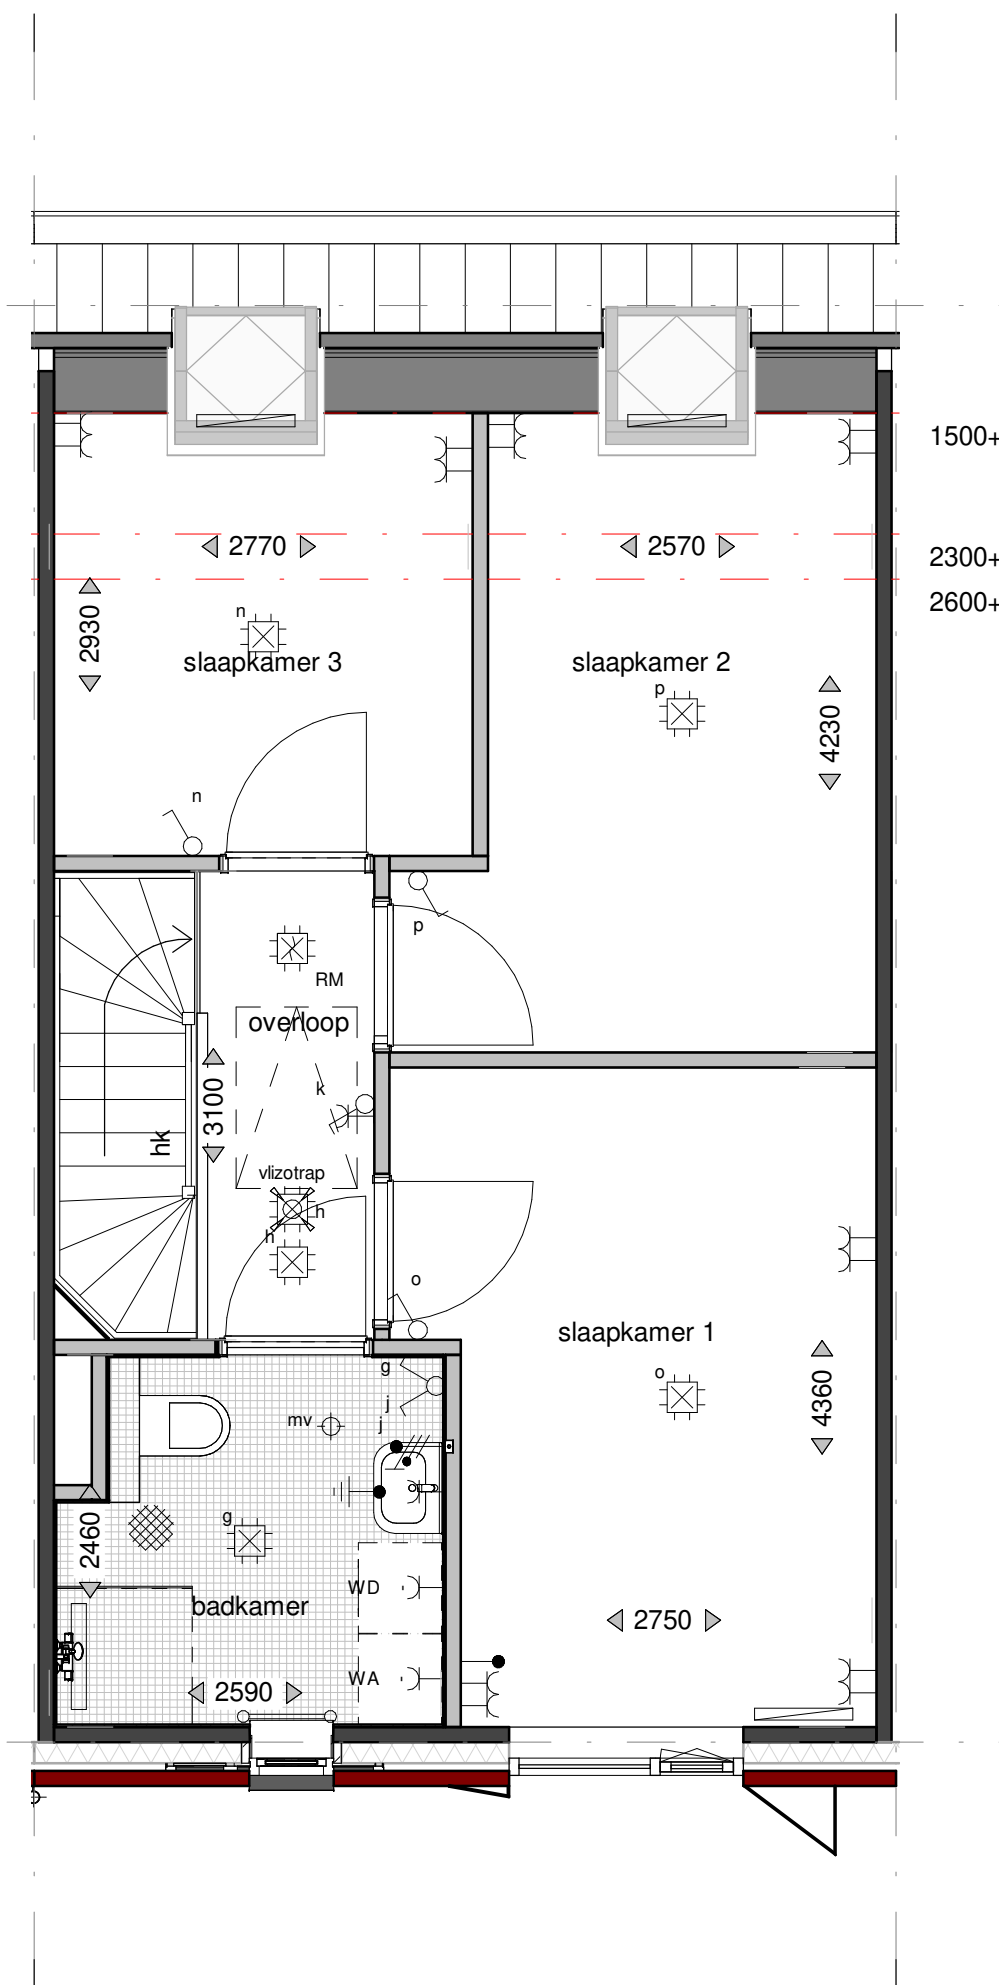 1500+
2770
2570
2300+
2600+
2930
n
slaapkamer 3
slaapkamer 2
p
4230
n
p
RM
overloop
k
3100
hk
vlizotrap
h
h
o
slaapkamer 1
g
o
j
4360
mv
j
g
2460
WD
badkamer
2750
WA
2590